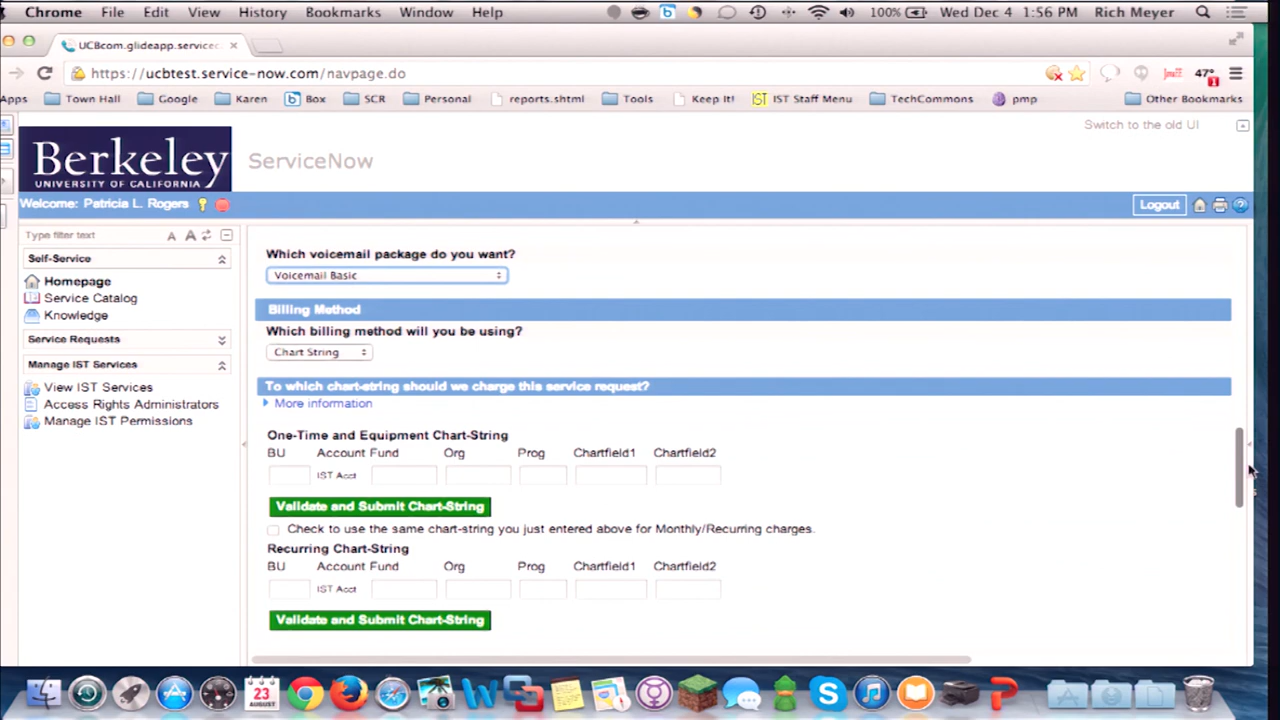 Chrome File Edit View History Bookmarks Window Help 100% Wed Dec 4 1:56 PM Rich Meyer
UCBcom.glideapp.servicec
https://ucbtest.service-now.com/navpage.do 47° 1
Apps Town Hall Google Karen Box SCR Personal reports.shtml Tools Keep It! IST Staff Menu TechCommons pmp Other Bookmarks
Switch to the old UI
Berkeley ServiceNow
UNIVERSITY OF CALIFORNIA
Welcome: Patricia L. Rogers Logout
Type filter text A A
Self-Service
Homepage
Service Catalog
Knowledge
Service Requests
Manage IST Services
View IST Services
Access Rights Administrators
Manage IST Permissions
Which voicemail package do you want?
Voicemail Basic
Billing Method
Which billing method will you be using?
Chart String
To which chart-string should we charge this service request?
More information
One-Time and Equipment Chart-String
BU Account Fund Org Prog Chartfield1 Chartfield2
IST Acct
Validate and Submit Chart-String
Check to use the same chart-string you just entered above for Monthly/Recurring charges.
Recurring Chart-String
BU Account Fund Org Prog Chartfield1 Chartfield2
IST Acct
Validate and Submit Chart-String
23
AUGUST